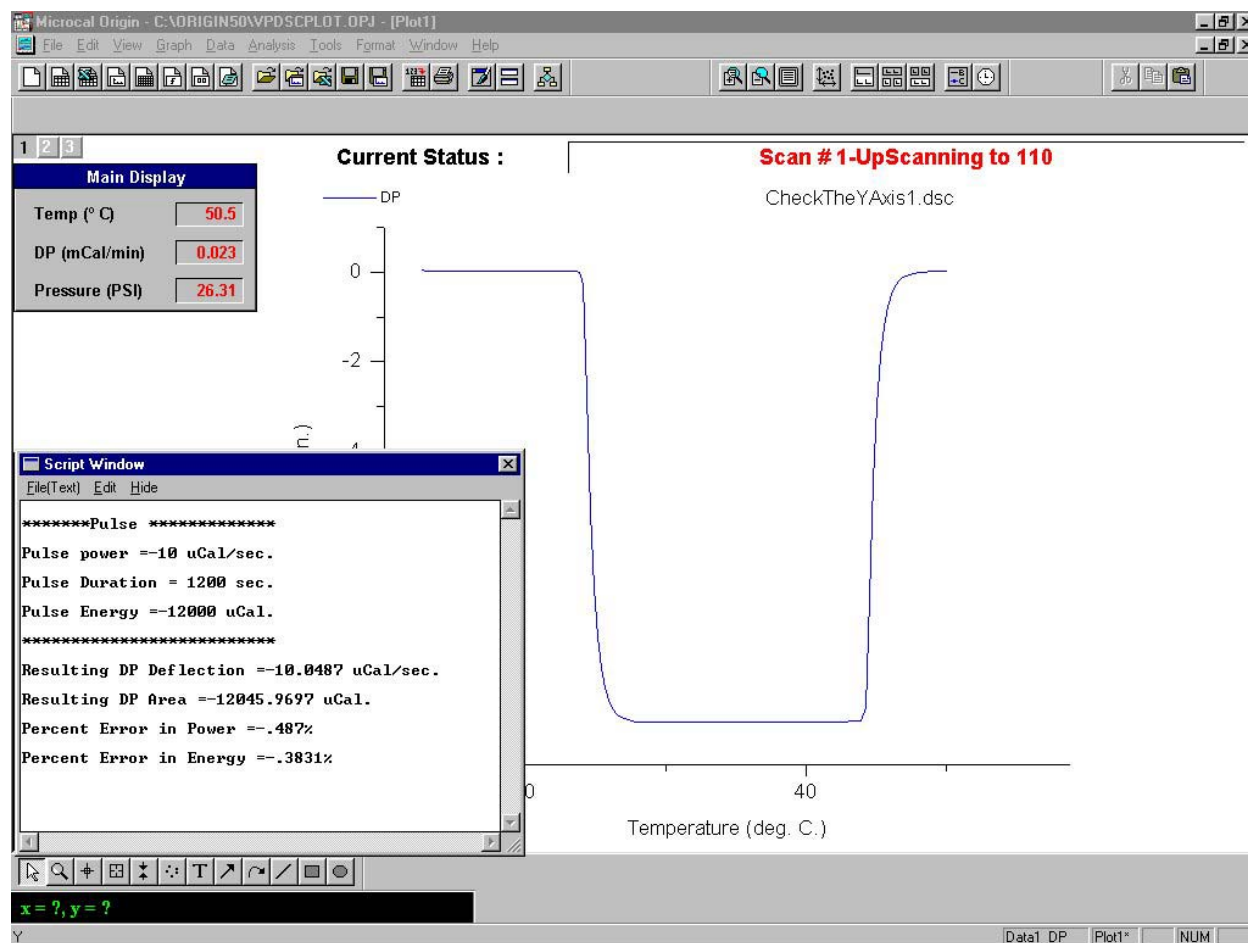 Microcal Origin - C:\ORIGIN50\VPDSCPLOT.OPJ - [Plot1]
File Edit View Graph Data Analysis Tools Format Window Help
1 2 3
Main Display
Temp (º C) 50.5
DP (mCal/min) 0.023
Pressure (PSI) 26.31
Current Status :
Scan # 1-UpScanning to 110
DP
CheckTheYAxis1.dsc
0
-2
Script Window
File(Text) Edit Hide
*******Pulse *************
Pulse power =-10 uCal/sec.
Pulse Duration = 1200 sec.
Pulse Energy =-12000 uCal.
**************************
Resulting DP Deflection =-10.0487 uCal/sec.
Resulting DP Area =-12045.9697 uCal.
Percent Error in Power =-.487%
Percent Error in Energy =-.3831%
40
Temperature (deg. C.)
x = ?, y = ?
Y
Data1_DP Plot1* NUM